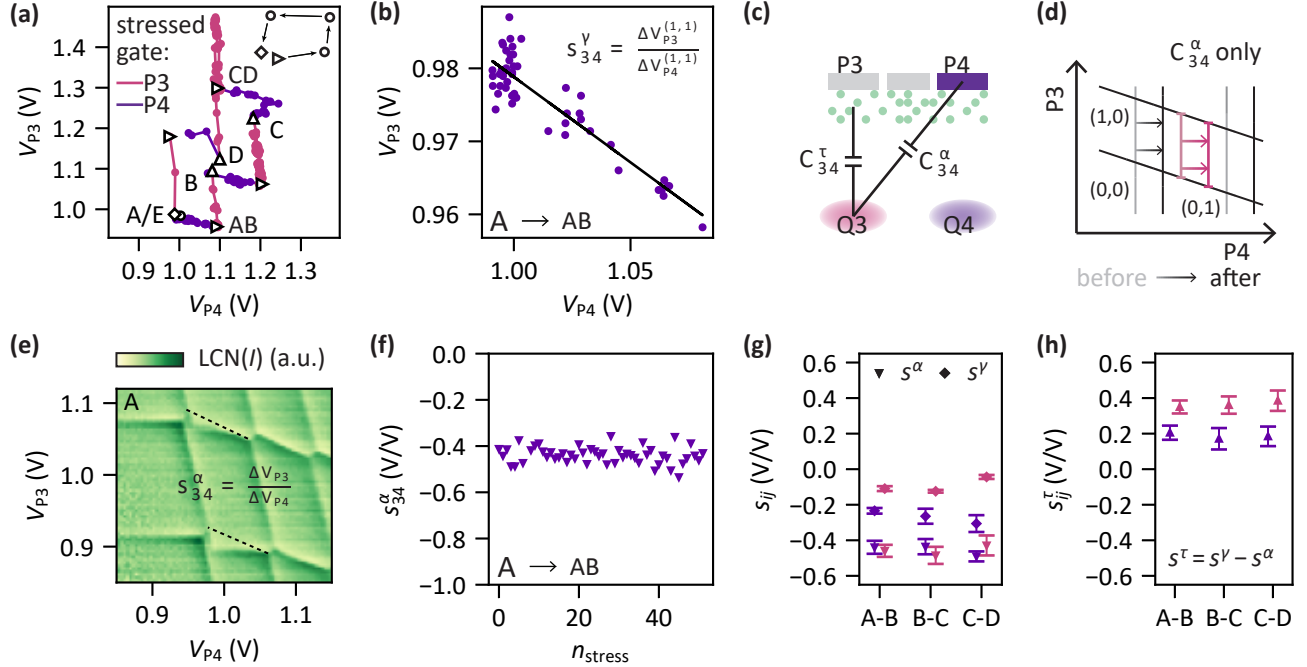 (a)
stressed
gate:
P3
P4
CD
C
D
B
A/E
AB
1.4
1.3
1.2
1.1
1.0
V_P3 (V)
0.9 1.0 1.1 1.2 1.3
V_P4 (V)
(b)
s^γ_34 = ΔV_P3^(1, 1) / ΔV_P4^(1, 1)
0.98
0.97
0.96
V_P3 (V)
A → AB
1.00 1.05
V_P4 (V)
(c)
P3 P4
C^τ_34 C^α_34
Q3 Q4
(d)
C^α_34 only
P3
(1,0)
(0,0)
(0,1)
P4
before → after
(e)
LCN(I) (a.u.)
A
1.1
1.0
0.9
V_P3 (V)
s^α_34 = ΔV_P3 / ΔV_P4
0.9 1.0 1.1
V_P4 (V)
(f)
0.0
−0.2
−0.4
−0.6
−0.8
−1.0
s^α_34 (V/V)
A → AB
0 20 40
n_stress
(g)
s^α s^γ
0.6
0.4
0.2
0.0
−0.2
−0.4
−0.6
s_ij (V/V)
A-B B-C C-D
(h)
0.6
0.4
0.2
0.0
−0.2
−0.4
−0.6
s^τ_ij (V/V)
s^τ = s^γ − s^α
A-B B-C C-D